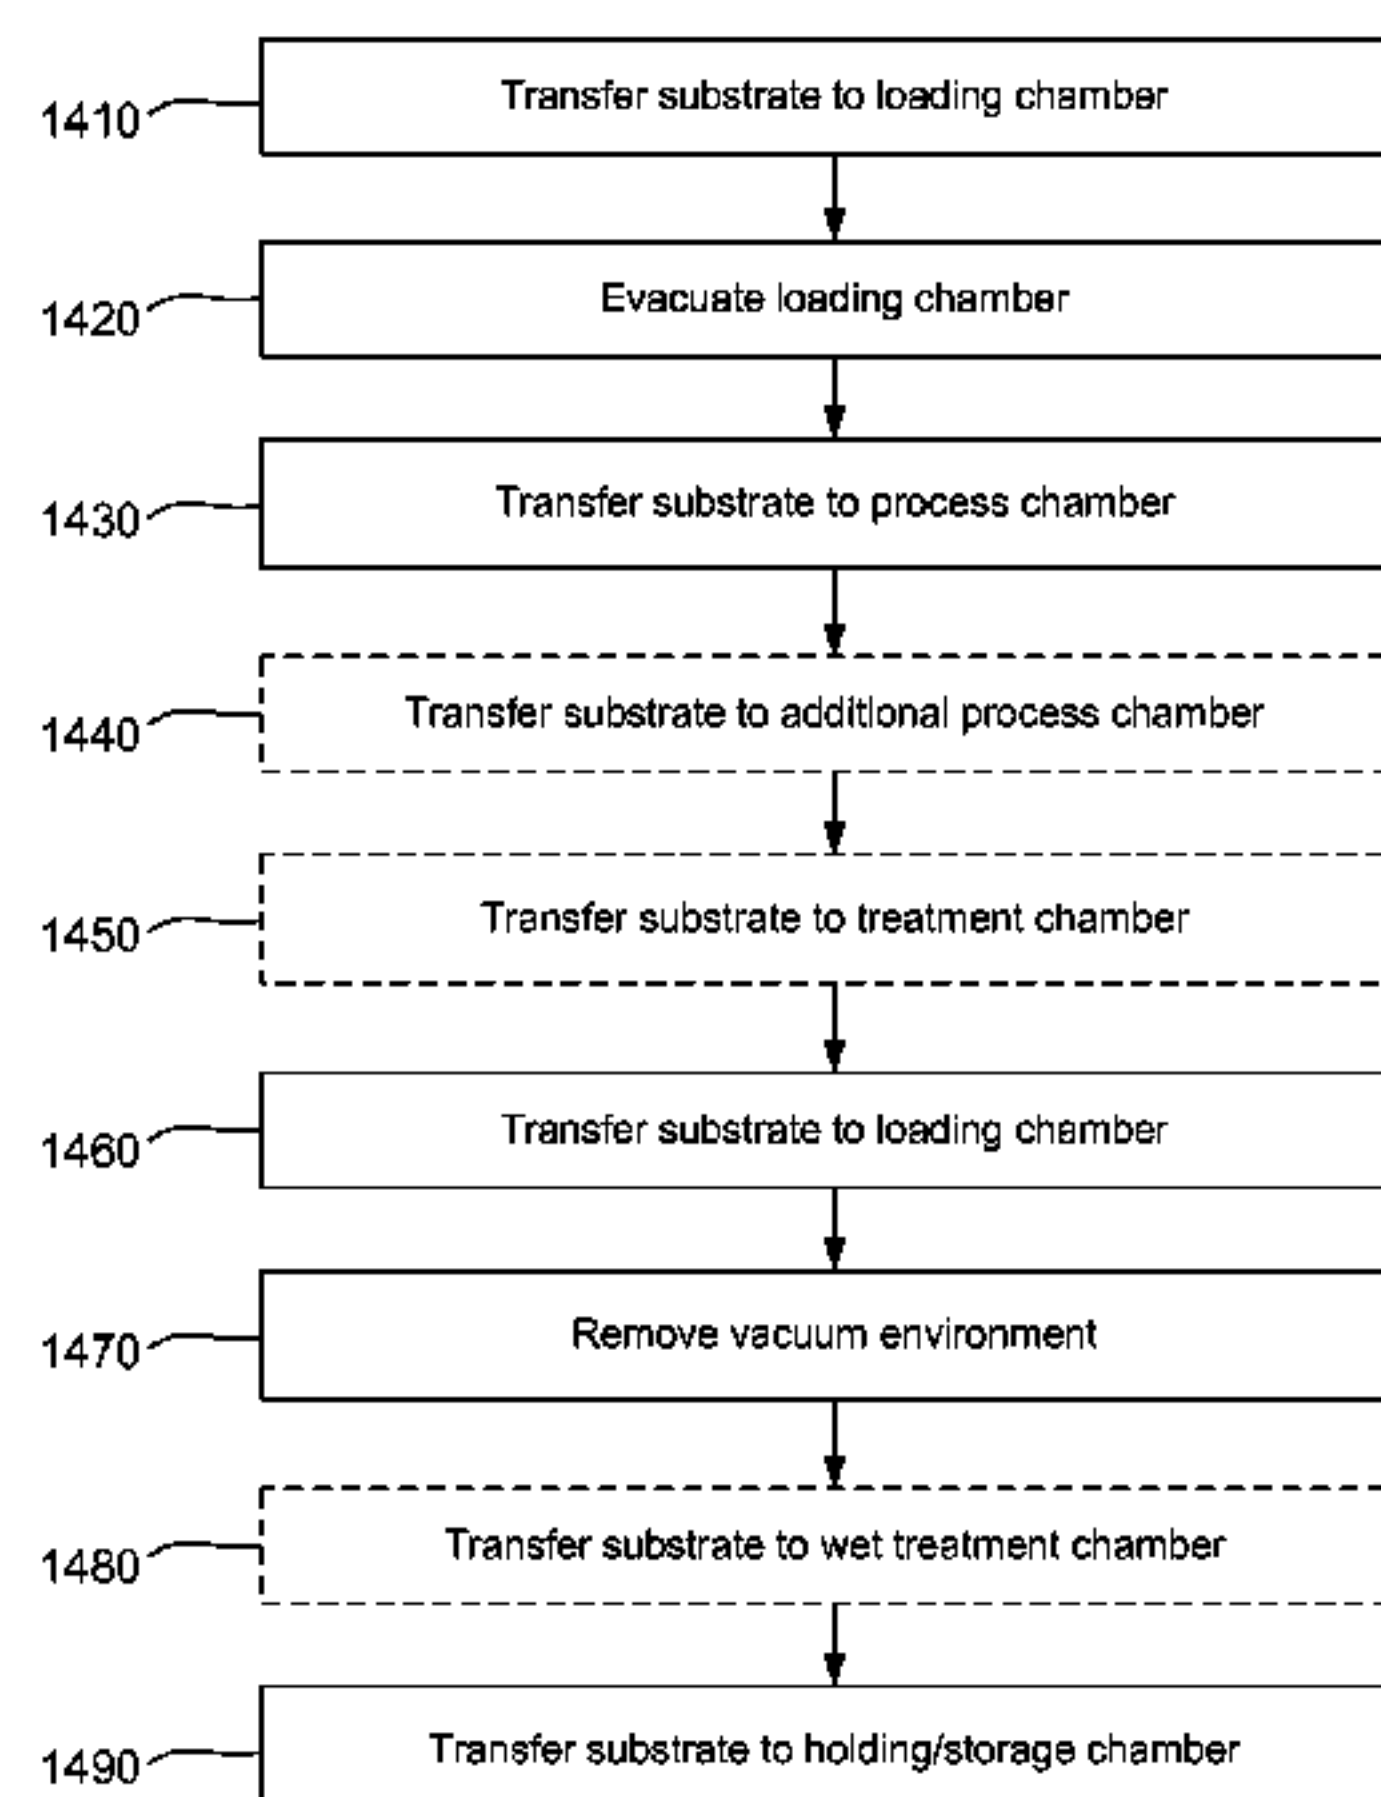 1410 Transfer substrate to loading chamber
1420 Evacuate loading chamber
1430 Transfer substrate to process chamber
1440 Transfer substrate to additional process chamber
1450 Transfer substrate to treatment chamber
1460 Transfer substrate to loading chamber
1470 Remove vacuum environment
1480 Transfer substrate to wet treatment chamber
1490 Transfer substrate to holding/storage chamber